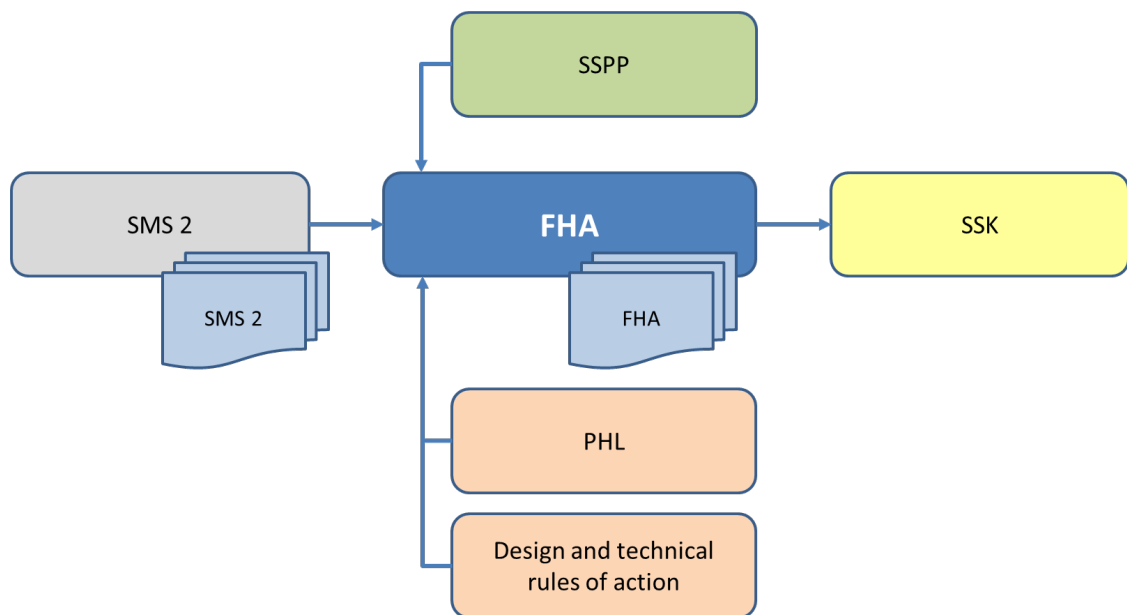 SSPP
SMS 2
FHA
SSK
SMS 2
FHA
PHL
Design and technical
rules of action